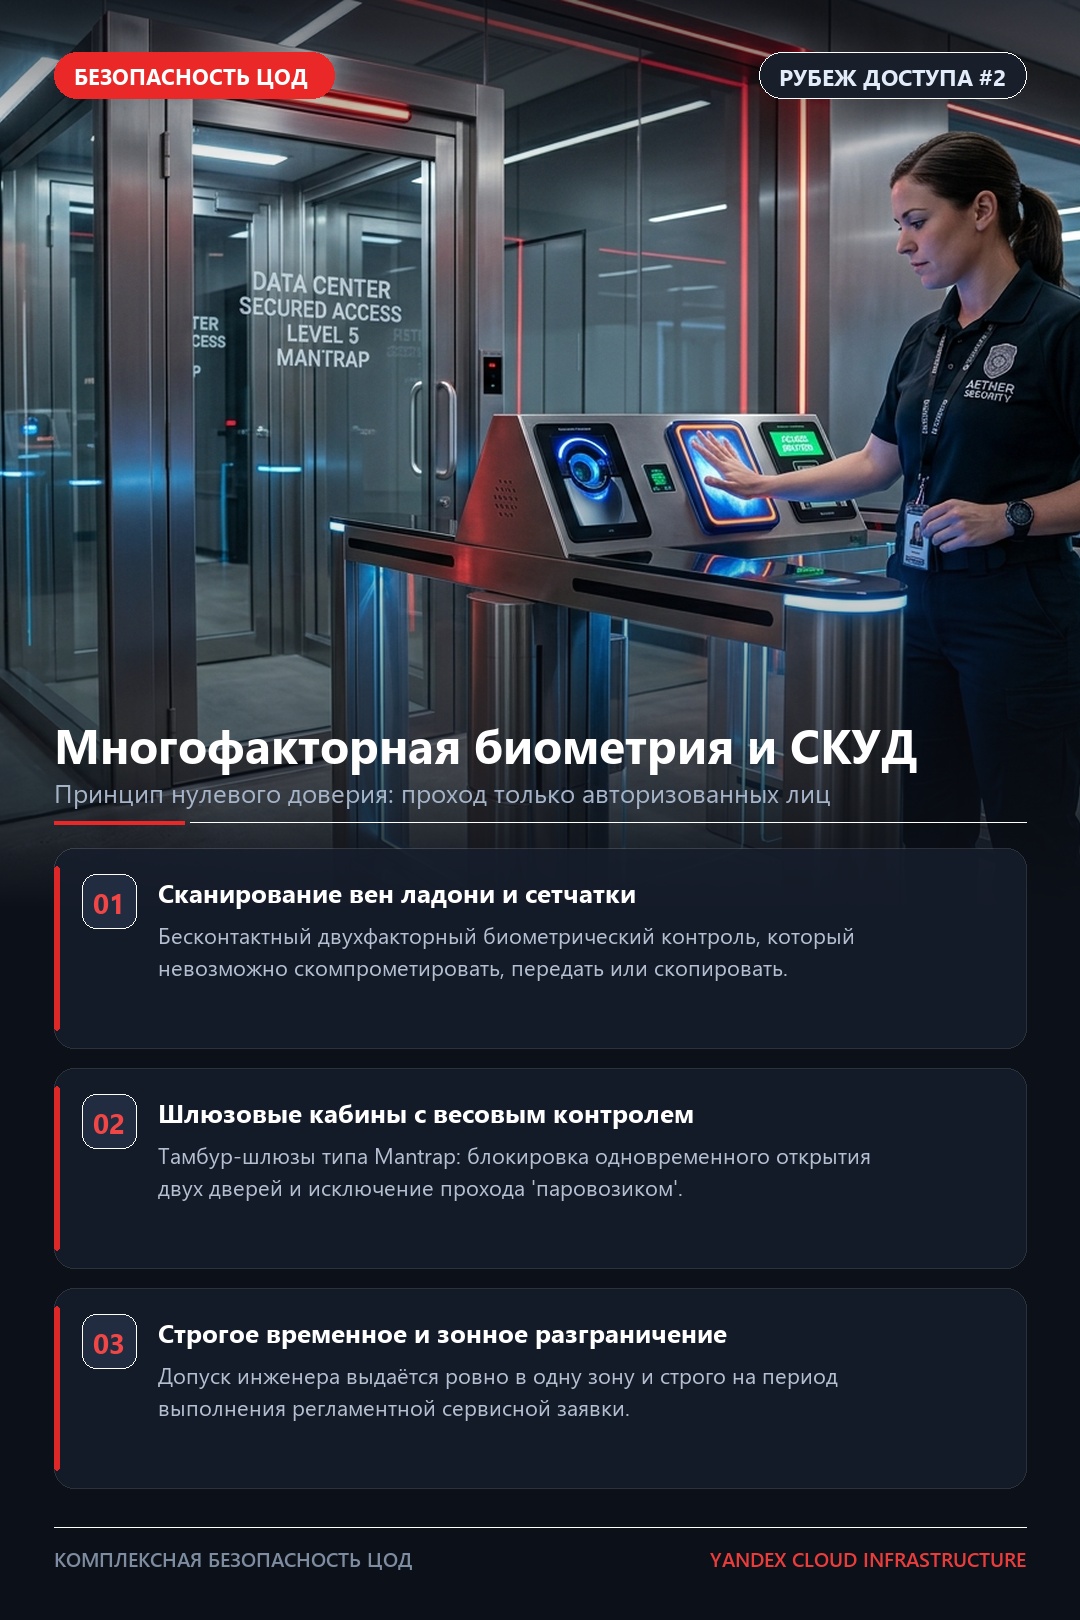 БЕЗОПАСНОСТЬ ЦОД
РУБЕЖ ДОСТУПА #2
DATA CENTER
SECURED ACCESS
LEVEL 5
MANTRAP
TER
CESS
P
AETHER
SECURITY
Многофакторная биометрия и СКУД
Принцип нулевого доверия: проход только авторизованных лиц
01
Сканирование вен ладони и сетчатки
Бесконтактный двухфакторный биометрический контроль, который
невозможно скомпрометировать, передать или скопировать.
02
Шлюзовые кабины с весовым контролем
Тамбур-шлюзы типа Mantrap: блокировка одновременного открытия
двух дверей и исключение прохода 'паровозиком'.
03
Строгое временное и зонное разграничение
Допуск инженера выдаётся ровно в одну зону и строго на период
выполнения регламентной сервисной заявки.
КОМПЛЕКСНАЯ БЕЗОПАСНОСТЬ ЦОД
YANDEX CLOUD INFRASTRUCTURE